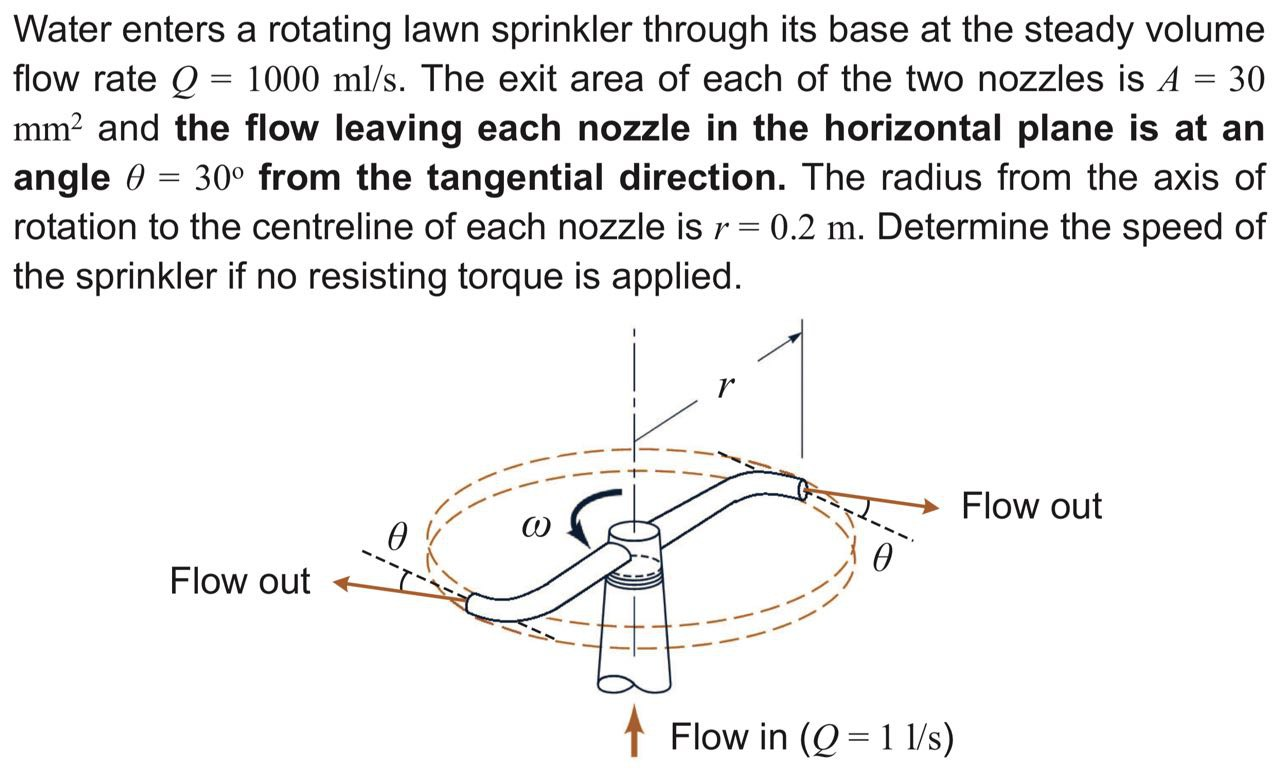 Water enters a rotating lawn sprinkler through its base at the steady volume
flow rate Q = 1000 ml/s. The exit area of each of the two nozzles is A = 30
mm² and the flow leaving each nozzle in the horizontal plane is at an
angle θ = 30º from the tangential direction. The radius from the axis of
rotation to the centreline of each nozzle is r = 0.2 m. Determine the speed of
the sprinkler if no resisting torque is applied.
r
ω
θ
Flow out
Flow out
θ
Flow in (Q = 1 l/s)